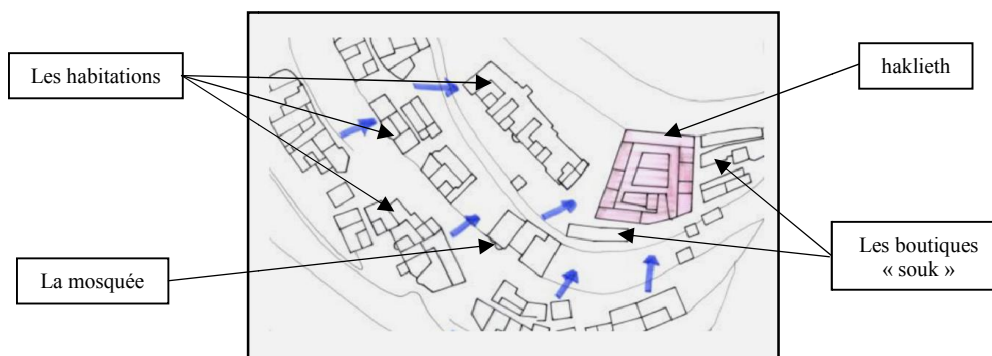 Les habitations
haklieth
La mosquée
Les boutiques
« souk »